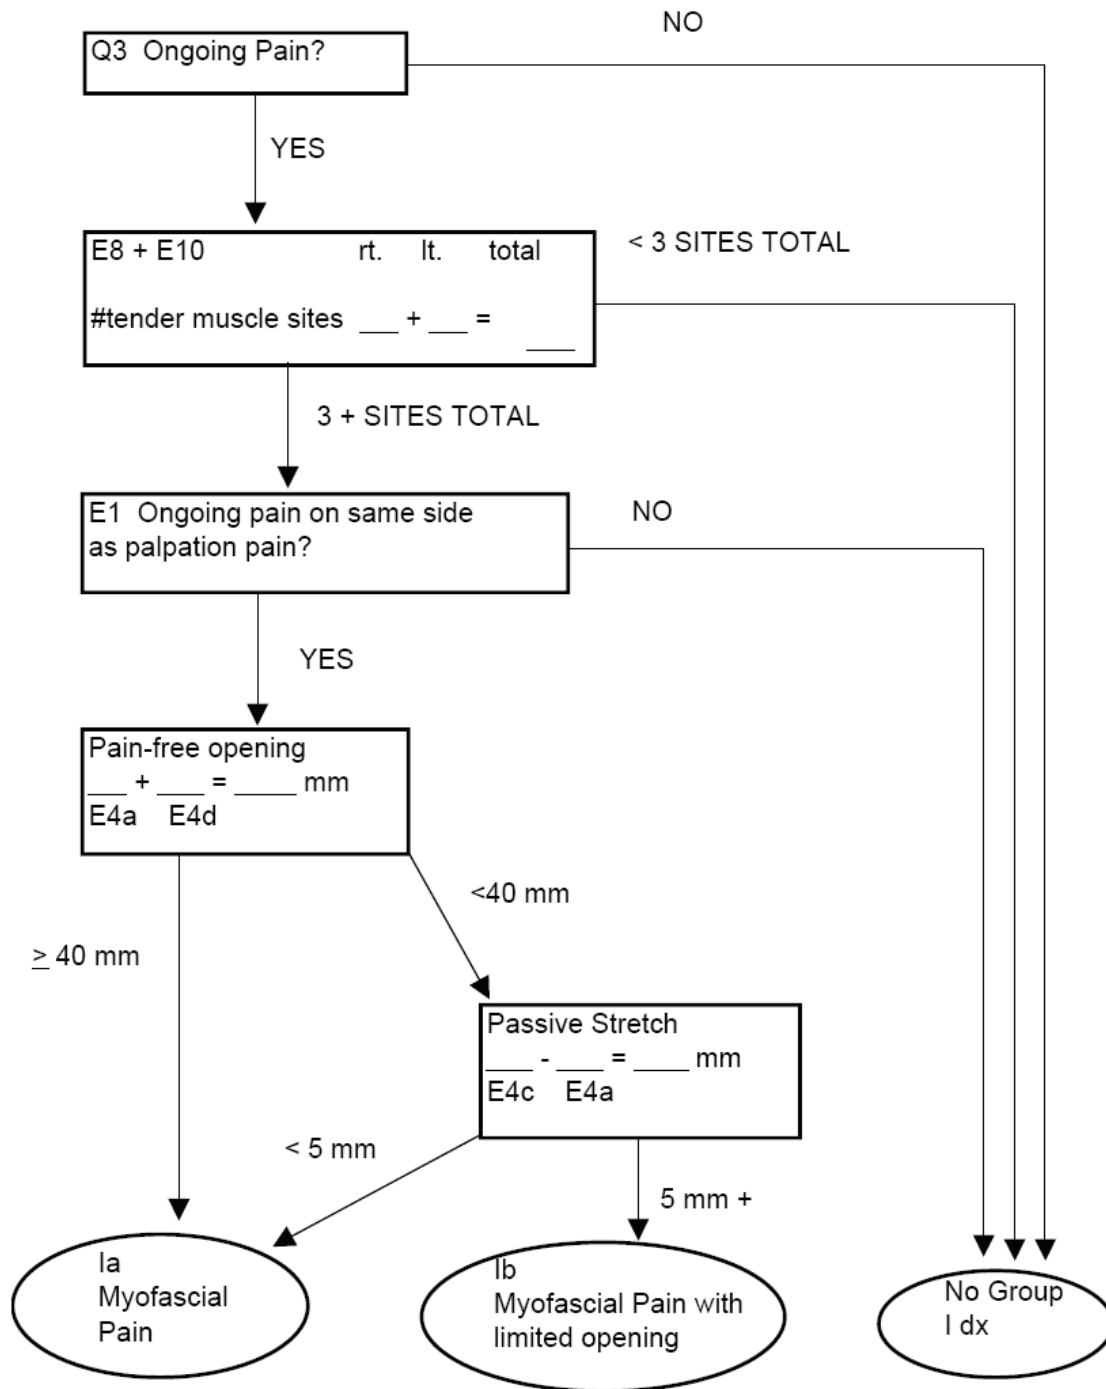 NO
Q3  Ongoing Pain?
YES
E8 + E10 rt. lt. total
< 3 SITES TOTAL
#tender muscle sites ___ + ___ = ____
3 + SITES TOTAL
E1  Ongoing pain on same side
as palpation pain?
NO
YES
Pain-free opening
___ + ___ = ____ mm
E4a E4d
<40 mm
≥ 40 mm
Passive Stretch
___ - ___ = ____ mm
E4c E4a
< 5 mm
5 mm +
Ia
Myofascial
Pain
Ib
Myofascial Pain with
limited opening
No Group
I dx